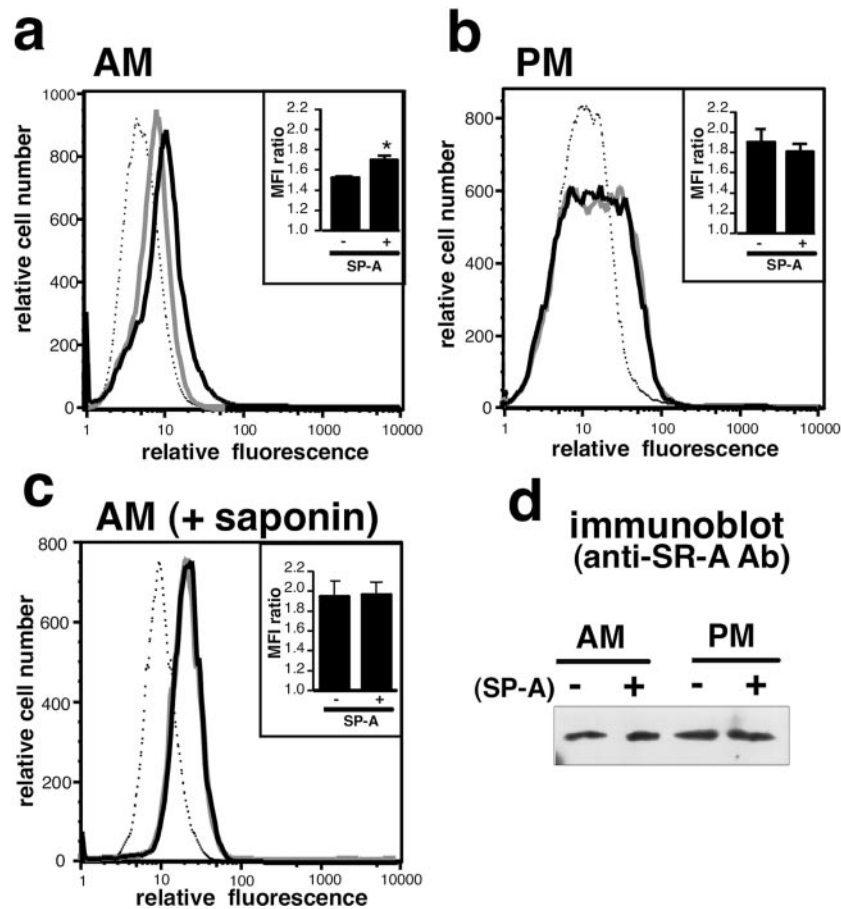 a
AM
relative cell number
1000
800
600
400
200
0
1
10
100
1000
10000
relative fluorescence
MFI ratio
2.2
2.0
1.8
1.6
1.4
1.2
1.0
*
- +
SP-A
b
PM
relative cell number
800
600
400
200
0
1
10
100
1000
10000
relative fluorescence
MFI ratio
2.2
2.0
1.8
1.6
1.4
1.2
1.0
- +
SP-A
c
AM (+ saponin)
relative cell number
800
600
400
200
0
1
10
100
1000
10000
relative fluorescence
MFI ratio
2.2
2.0
1.8
1.6
1.4
1.2
1.0
- +
SP-A
d
immunoblot
(anti-SR-A Ab)
AM PM
(SP-A) - + - +